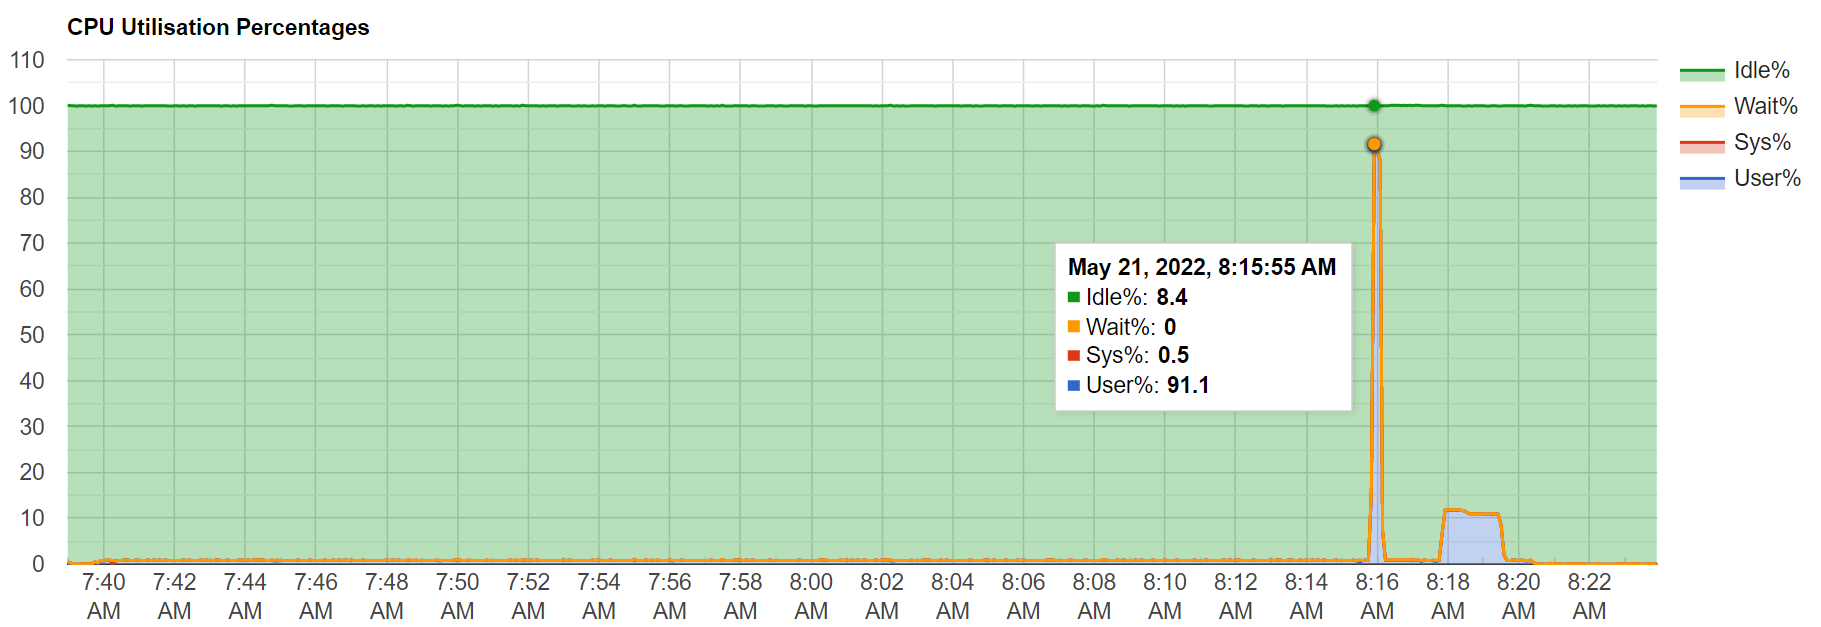 CPU Utilisation Percentages
110
100
90
80
70
60
50
40
30
20
10
0
Idle%
Wait%
Sys%
User%
May 21, 2022, 8:15:55 AM
Idle%: 8.4
Wait%: 0
Sys%: 0.5
User%: 91.1
7:40 AM
7:42 AM
7:44 AM
7:46 AM
7:48 AM
7:50 AM
7:52 AM
7:54 AM
7:56 AM
7:58 AM
8:00 AM
8:02 AM
8:04 AM
8:06 AM
8:08 AM
8:10 AM
8:12 AM
8:14 AM
8:16 AM
8:18 AM
8:20 AM
8:22 AM